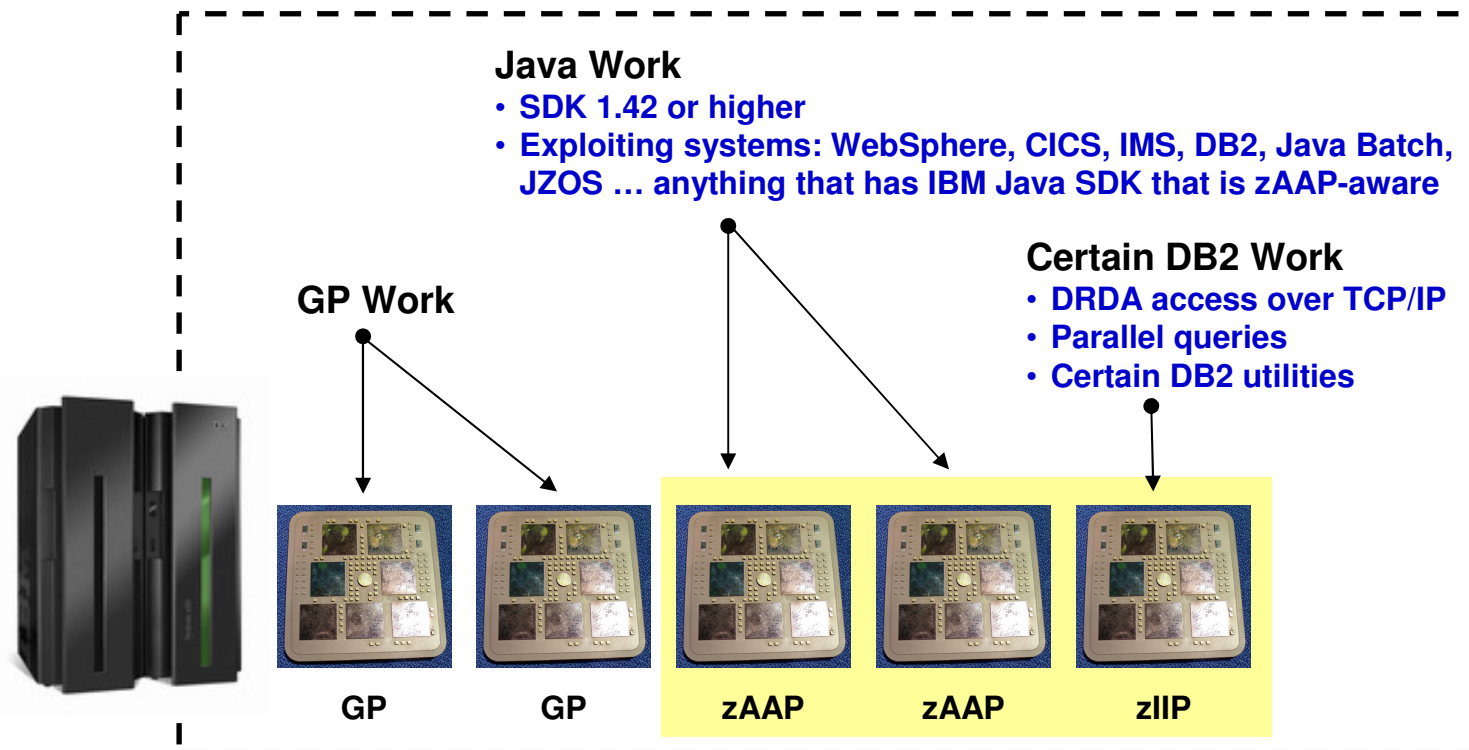 Java Work
• SDK 1.42 or higher
• Exploiting systems: WebSphere, CICS, IMS, DB2, Java Batch,
JZOS … anything that has IBM Java SDK that is zAAP-aware
Certain DB2 Work
• DRDA access over TCP/IP
• Parallel queries
• Certain DB2 utilities
GP Work
GP
GP
zAAP
zAAP
zIIP